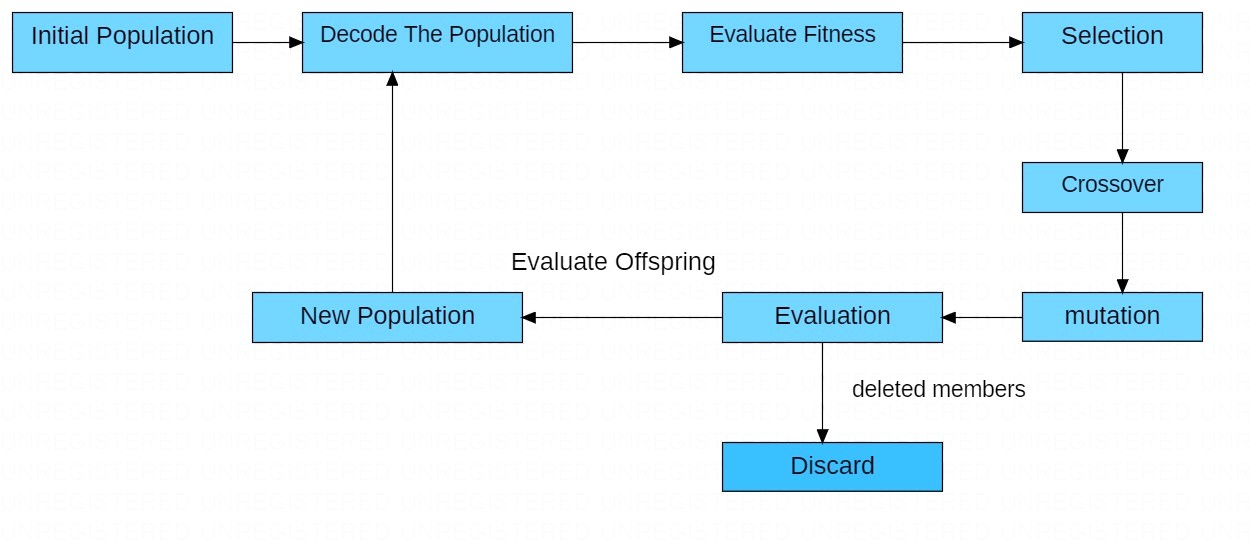 Initial Population
Decode The Population
Evaluate Fitness
Selection
Crossover
Evaluate Offspring
New Population
Evaluation
mutation
deleted members
Discard